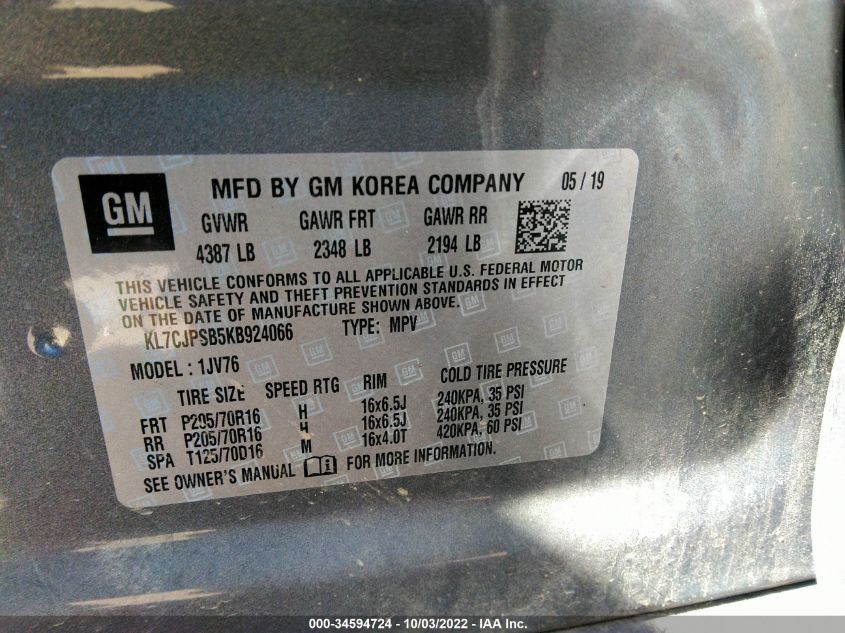 GM
MFD BY GM KOREA COMPANY 05/19
GVWR GAWR FRT GAWR RR
4387 LB 2348 LB 2194 LB
THIS VEHICLE CONFORMS TO ALL APPLICABLE U.S. FEDERAL MOTOR
VEHICLE SAFETY AND THEFT PREVENTION STANDARDS IN EFFECT
ON THE DATE OF MANUFACTURE SHOWN ABOVE.
KL7CJPSB5KB924066 TYPE: MPV
MODEL: 1JV76
TIRE SIZE SPEED RTG RIM COLD TIRE PRESSURE
FRT P205/70R16 H 16x6.5J 240KPA, 35 PSI
RR P205/70R16 H 16x6.5J 240KPA, 35 PSI
SPA T125/70D16 M 16x4.0T 420KPA, 60 PSI
SEE OWNER'S MANUAL FOR MORE INFORMATION.
000-34594724 - 10/03/2022 - IAA Inc.